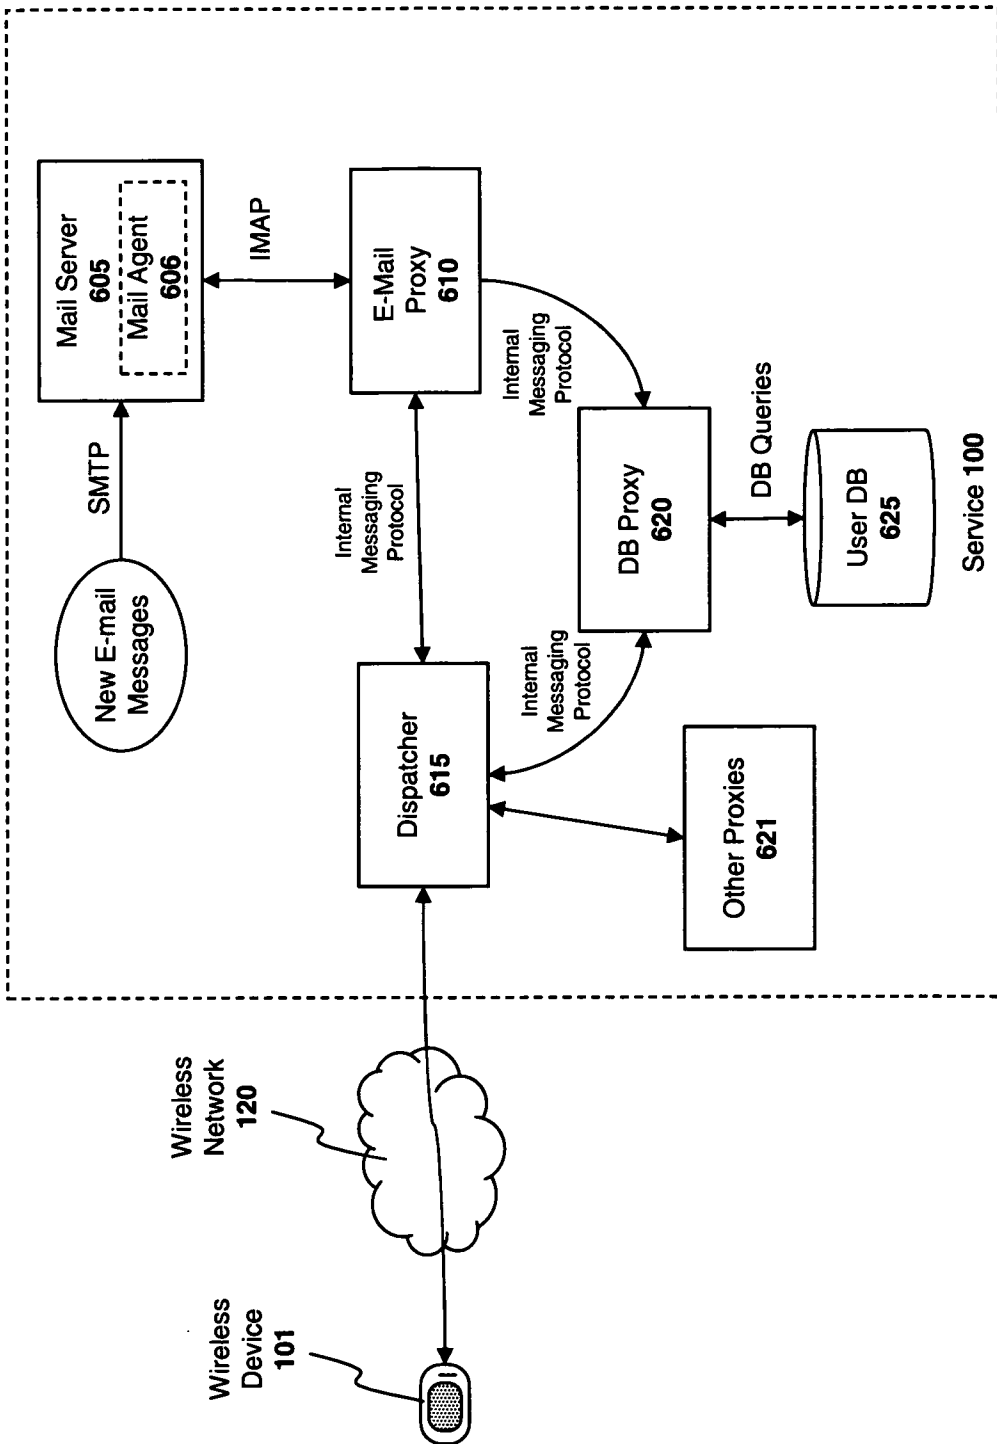 Wireless
Device
101
Wireless
Network
120
New E-mail
Messages
SMTP
Mail Server
605
Mail Agent
606
IMAP
Dispatcher
615
Internal
Messaging
Protocol
E-Mail
Proxy
610
Internal
Messaging
Protocol
Internal
Messaging
Protocol
DB Proxy
620
Other Proxies
621
DB Queries
User DB
625
Service 100